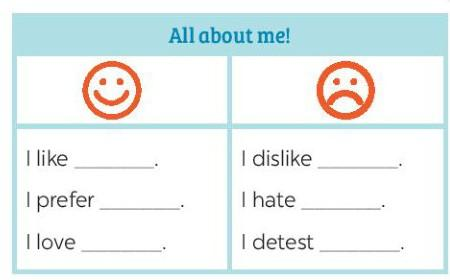 All about me!
I like ________.
I prefer ________.
I love ________.
I dislike ________.
I hate ________.
I detest ________.